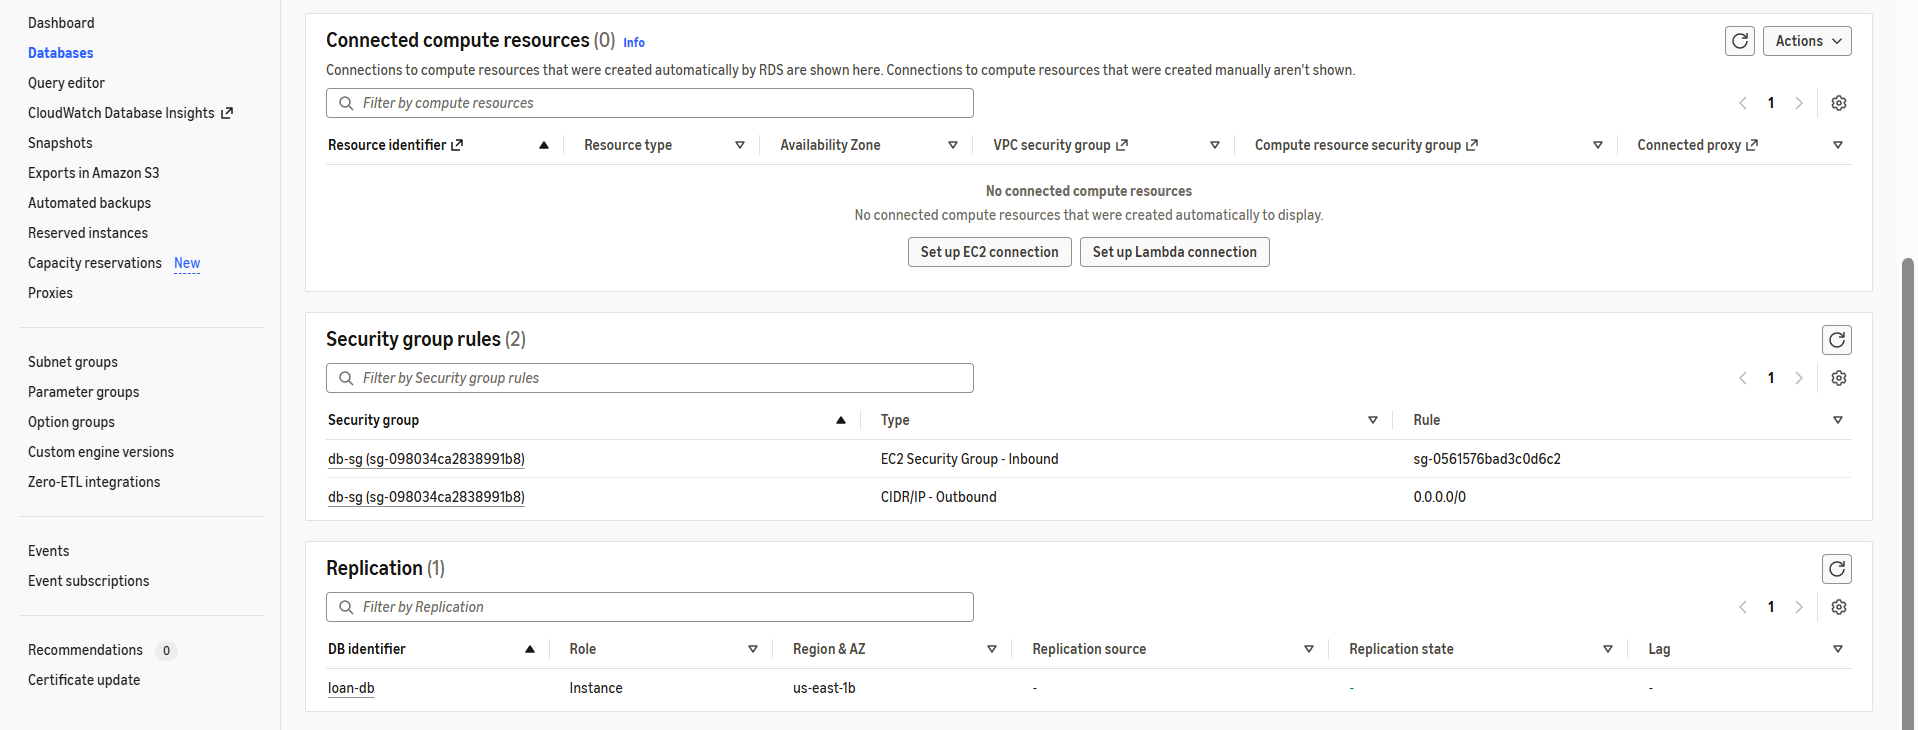 Dashboard
Databases
Query editor
CloudWatch Database Insights
Snapshots
Exports in Amazon S3
Automated backups
Reserved instances
Capacity reservations New
Proxies
Subnet groups
Parameter groups
Option groups
Custom engine versions
Zero-ETL integrations
Events
Event subscriptions
Recommendations 0
Certificate update
Connected compute resources (0) Info
Actions
Connections to compute resources that were created automatically by RDS are shown here. Connections to compute resources that were created manually aren't shown.
Filter by compute resources
1
Resource identifier Resource type Availability Zone VPC security group Compute resource security group Connected proxy
No connected compute resources
No connected compute resources that were created automatically to display.
Set up EC2 connection Set up Lambda connection
Security group rules (2)
Filter by Security group rules
1
Security group Type Rule
db-sg (sg-098034ca2838991b8) EC2 Security Group - Inbound sg-0561576bad3c0d6c2
db-sg (sg-098034ca2838991b8) CIDR/IP - Outbound 0.0.0.0/0
Replication (1)
Filter by Replication
1
DB identifier Role Region & AZ Replication source Replication state Lag
loan-db Instance us-east-1b - - -